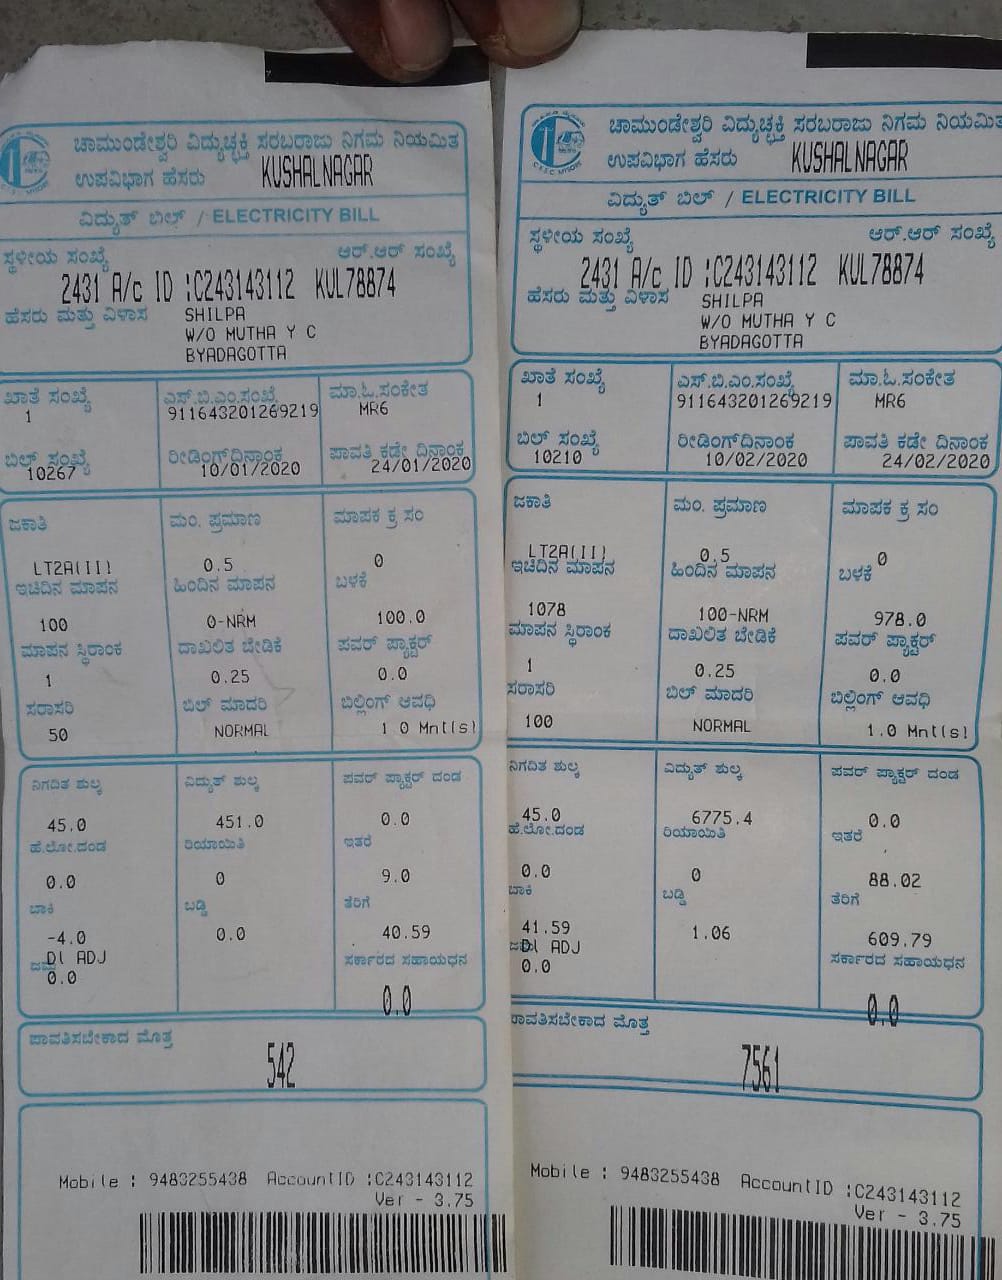 ಚಾಮುಂಡೇಶ್ವರಿ ವಿದ್ಯುಚ್ಛಕ್ತಿ ಸರಬರಾಜು ನಿಗಮ ನಿಯಮಿತ
ಉಪವಿಭಾಗ ಹೆಸರು KUSHALNAGAR
ವಿದ್ಯುತ್ ಬಿಲ್ / ELECTRICITY BILL
ಸ್ಥಳೀಯ ಸಂಖ್ಯೆ ಆರ್.ಆರ್ ಸಂಖ್ಯೆ
2431 A/c ID :C243143112 KUL78874
ಹೆಸರು ಮತ್ತು ವಿಳಾಸ SHILPA
W/O MUTHA Y C
BYADAGOTTA
ಖಾತೆ ಸಂಖ್ಯೆ ಎಸ್.ಬಿ.ಎಂ.ಸಂಖ್ಯೆ ಮಾ.ಓ.ಸಂಕೇತ
1 911643201269219 MR6
ಬಿಲ್ ಸಂಖ್ಯೆ ರೀಡಿಂಗ್ ದಿನಾಂಕ ಪಾವತಿ ಕಡೇ ದಿನಾಂಕ
10267 10/01/2020 24/01/2020
ಜಕಾತಿ ಮಂ. ಪ್ರಮಾಣ ಮಾಪಕ ಕ್ರ ಸಂ
LT2A(II) 0.5 0
ಇಚಿದಿನ ಮಾಪನ ಹಿಂದಿನ ಮಾಪನ ಬಳಕೆ
100 0-NRM 100.0
ಮಾಪನ ಸ್ಥಿರಾಂಕ ದಾಖಲಿತ ಬೇಡಿಕೆ ಪವರ್ ಪ್ಯಾಕ್ಟರ್
1 0.25 0.0
ಸರಾಸರಿ ಬಿಲ್ ಮಾದರಿ ಬಿಲ್ಲಿಂಗ್ ಆವಧಿ
50 NORMAL 1 0 Mnt(s)
ನಿಗದಿತ ಶುಲ್ಕ ವಿದ್ಯುತ್ ಶುಲ್ಕ ಪವರ್ ಪ್ಯಾಕ್ಟರ್ ದಂಡ
45.0 451.0 0.0
ಹೆ.ಲೋ.ದಂಡ ರಿಯಾಯಿತಿ ಇತರೆ
0.0 0 9.0
ಬಾಕಿ ಬಡ್ಡಿ ತೆರಿಗೆ
-4.0 0.0 40.59
Dl ADJ ಸರ್ಕಾರದ ಸಹಾಯಧನ
0.0 0.0
ಪಾವತಿಸಬೇಕಾದ ಮೊತ್ತ
542
Mobile : 9483255438 AccountID :C243143112
Ver - 3.75
ಚಾಮುಂಡೇಶ್ವರಿ ವಿದ್ಯುಚ್ಛಕ್ತಿ ಸರಬರಾಜು ನಿಗಮ ನಿಯಮಿತ
ಉಪವಿಭಾಗ ಹೆಸರು KUSHALNAGAR
ವಿದ್ಯುತ್ ಬಿಲ್ / ELECTRICITY BILL
ಸ್ಥಳೀಯ ಸಂಖ್ಯೆ ಆರ್.ಆರ್ ಸಂಖ್ಯೆ
2431 A/c ID :C243143112 KUL78874
ಹೆಸರು ಮತ್ತು ವಿಳಾಸ SHILPA
W/O MUTHA Y C
BYADAGOTTA
ಖಾತೆ ಸಂಖ್ಯೆ ಎಸ್.ಬಿ.ಎಂ.ಸಂಖ್ಯೆ ಮಾ.ಓ.ಸಂಕೇತ
1 911643201269219 MR6
ಬಿಲ್ ಸಂಖ್ಯೆ ರೀಡಿಂಗ್ ದಿನಾಂಕ ಪಾವತಿ ಕಡೇ ದಿನಾಂಕ
10210 10/02/2020 24/02/2020
ಜಕಾತಿ ಮಂ. ಪ್ರಮಾಣ ಮಾಪಕ ಕ್ರ ಸಂ
LT2A(II) 0.5 0
ಇಚಿದಿನ ಮಾಪನ ಹಿಂದಿನ ಮಾಪನ ಬಳಕೆ
1078 100-NRM 978.0
ಮಾಪನ ಸ್ಥಿರಾಂಕ ದಾಖಲಿತ ಬೇಡಿಕೆ ಪವರ್ ಪ್ಯಾಕ್ಟರ್
1 0.25 0.0
ಸರಾಸರಿ ಬಿಲ್ ಮಾದರಿ ಬಿಲ್ಲಿಂಗ್ ಆವಧಿ
100 NORMAL 1.0 Mnt(s)
ನಿಗದಿತ ಶುಲ್ಕ ವಿದ್ಯುತ್ ಶುಲ್ಕ ಪವರ್ ಪ್ಯಾಕ್ಟರ್ ದಂಡ
45.0 6775.4 0.0
ಹೆ.ಲೋ.ದಂಡ ರಿಯಾಯಿತಿ ಇತರೆ
0.0 0 88.02
ಬಾಕಿ ಬಡ್ಡಿ ತೆರಿಗೆ
41.59 1.06 609.79
Dl ADJ ಸರ್ಕಾರದ ಸಹಾಯಧನ
0.0 0.0
ಪಾವತಿಸಬೇಕಾದ ಮೊತ್ತ
7561
Mobile : 9483255438 AccountID :C243143112
Ver - 3.75